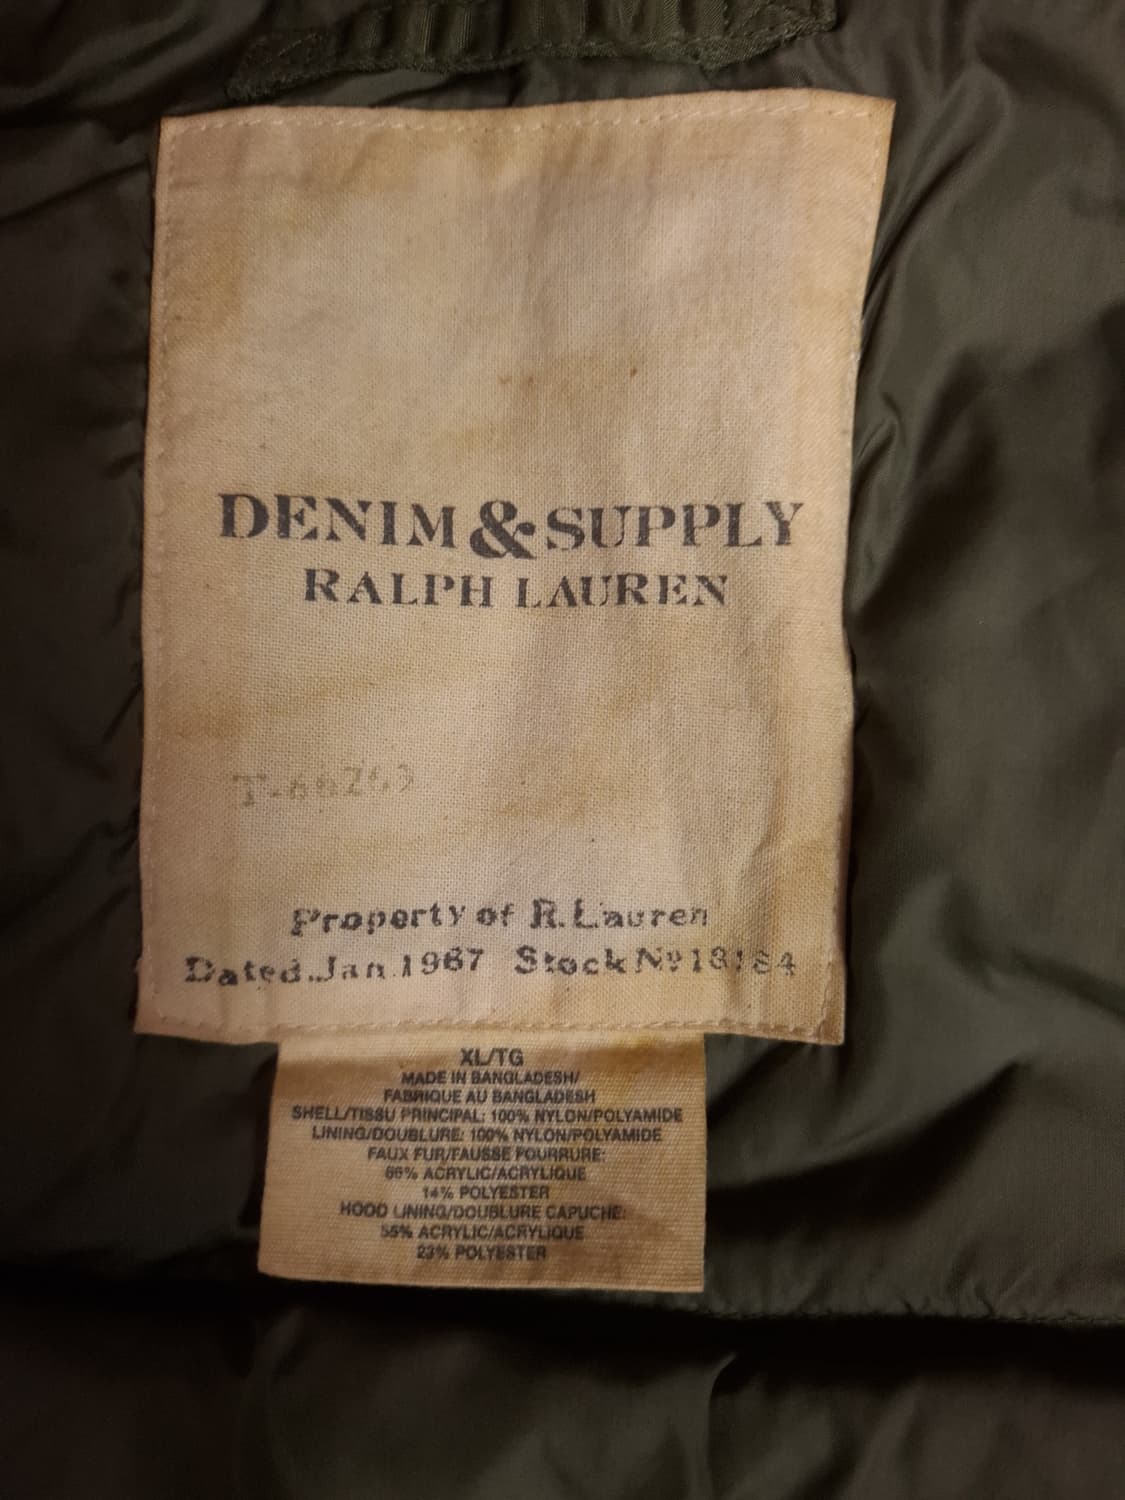 DENIM & SUPPLY
RALPH LAUREN
Property of R. Lauren
Dated Jan 1967 Stock Nº 18184
XL/TG
MADE IN BANGLADESH/
FABRIQUE AU BANGLADESH
SHELL/TISSU PRINCIPAL: 100% NYLON/POLYAMIDE
LINING/DOUBLURE: 100% NYLON/POLYAMIDE
FAUX FUR/FAUSSE FOURRURE:
86% ACRYLIC/ACRYLIQUE
14% POLYESTER
HOOD LINING/DOUBLURE CAPUCHE:
55% ACRYLIC/ACRYLIQUE
23% POLYESTER